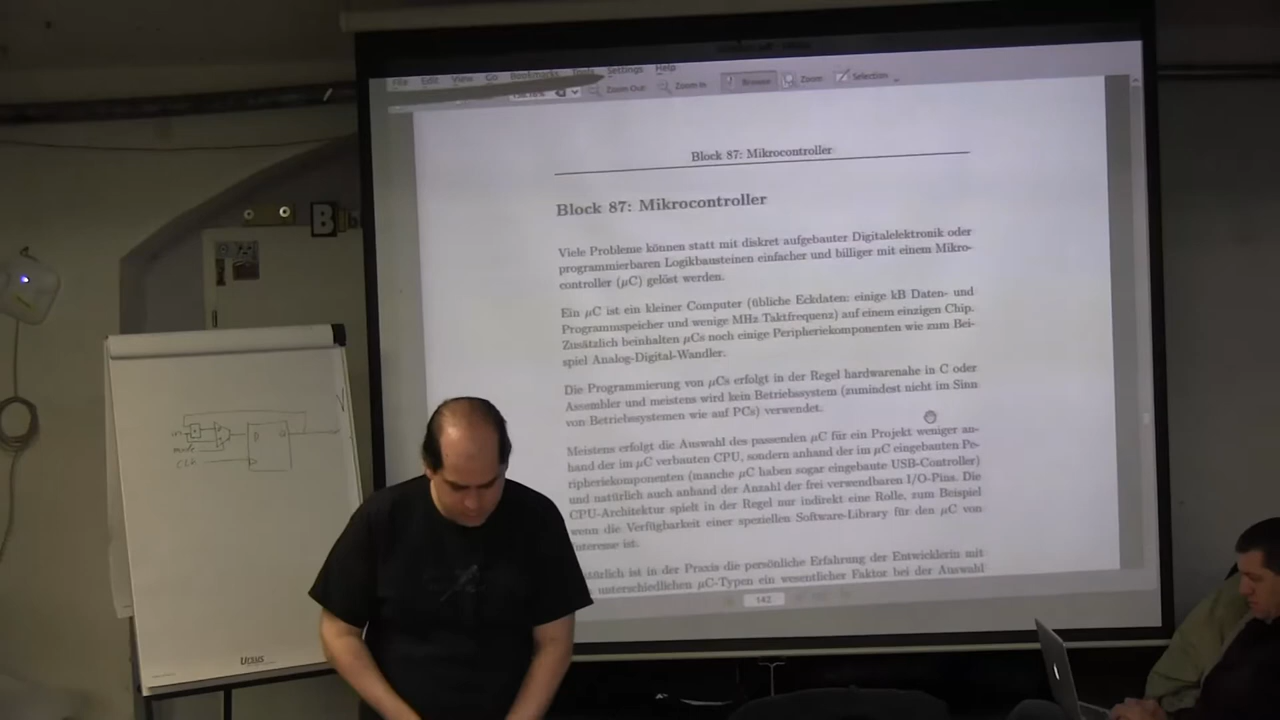 File Edit View Go Bookmarks Tools Settings Help
Zoom Out Zoom In Browse Zoom Selection
Block 87: Mikrocontroller
Block 87: Mikrocontroller
Viele Probleme können statt mit diskret aufgebauter Digitalelektronik oder
programmierbaren Logikbausteinen einfacher und billiger mit einem Mikro-
controller (μC) gelöst werden.
Ein μC ist ein kleiner Computer (übliche Eckdaten: einige kB Daten- und
Programmspeicher und wenige MHz Taktfrequenz) auf einem einzigen Chip.
Zusätzlich beinhalten μCs noch einige Peripheriekomponenten wie zum Bei-
spiel Analog-Digital-Wandler.
Die Programmierung von μCs erfolgt in der Regel hardwarenahe in C oder
Assembler und meistens wird kein Betriebssystem (zumindest nicht im Sinn
von Betriebssystemen wie auf PCs) verwendet.
Meistens erfolgt die Auswahl des passenden μC für ein Projekt weniger an-
hand der im μC verbauten CPU, sondern anhand der im μC eingebauten Pe-
ripheriekomponenten (manche μC haben sogar eingebaute USB-Controller)
und natürlich auch anhand der Anzahl der frei verwendbaren I/O-Pins. Die
CPU-Architektur spielt in der Regel nur indirekt eine Rolle, zum Beispiel
wenn die Verfügbarkeit einer speziellen Software-Library für den μC von
Interesse ist.
ist in der Praxis die persönliche Erfahrung der Entwicklerin mit
unterschiedlichen μC-Typen ein wesentlicher Faktor bei der Auswahl
142
B
in
mode
CLK
D
Q